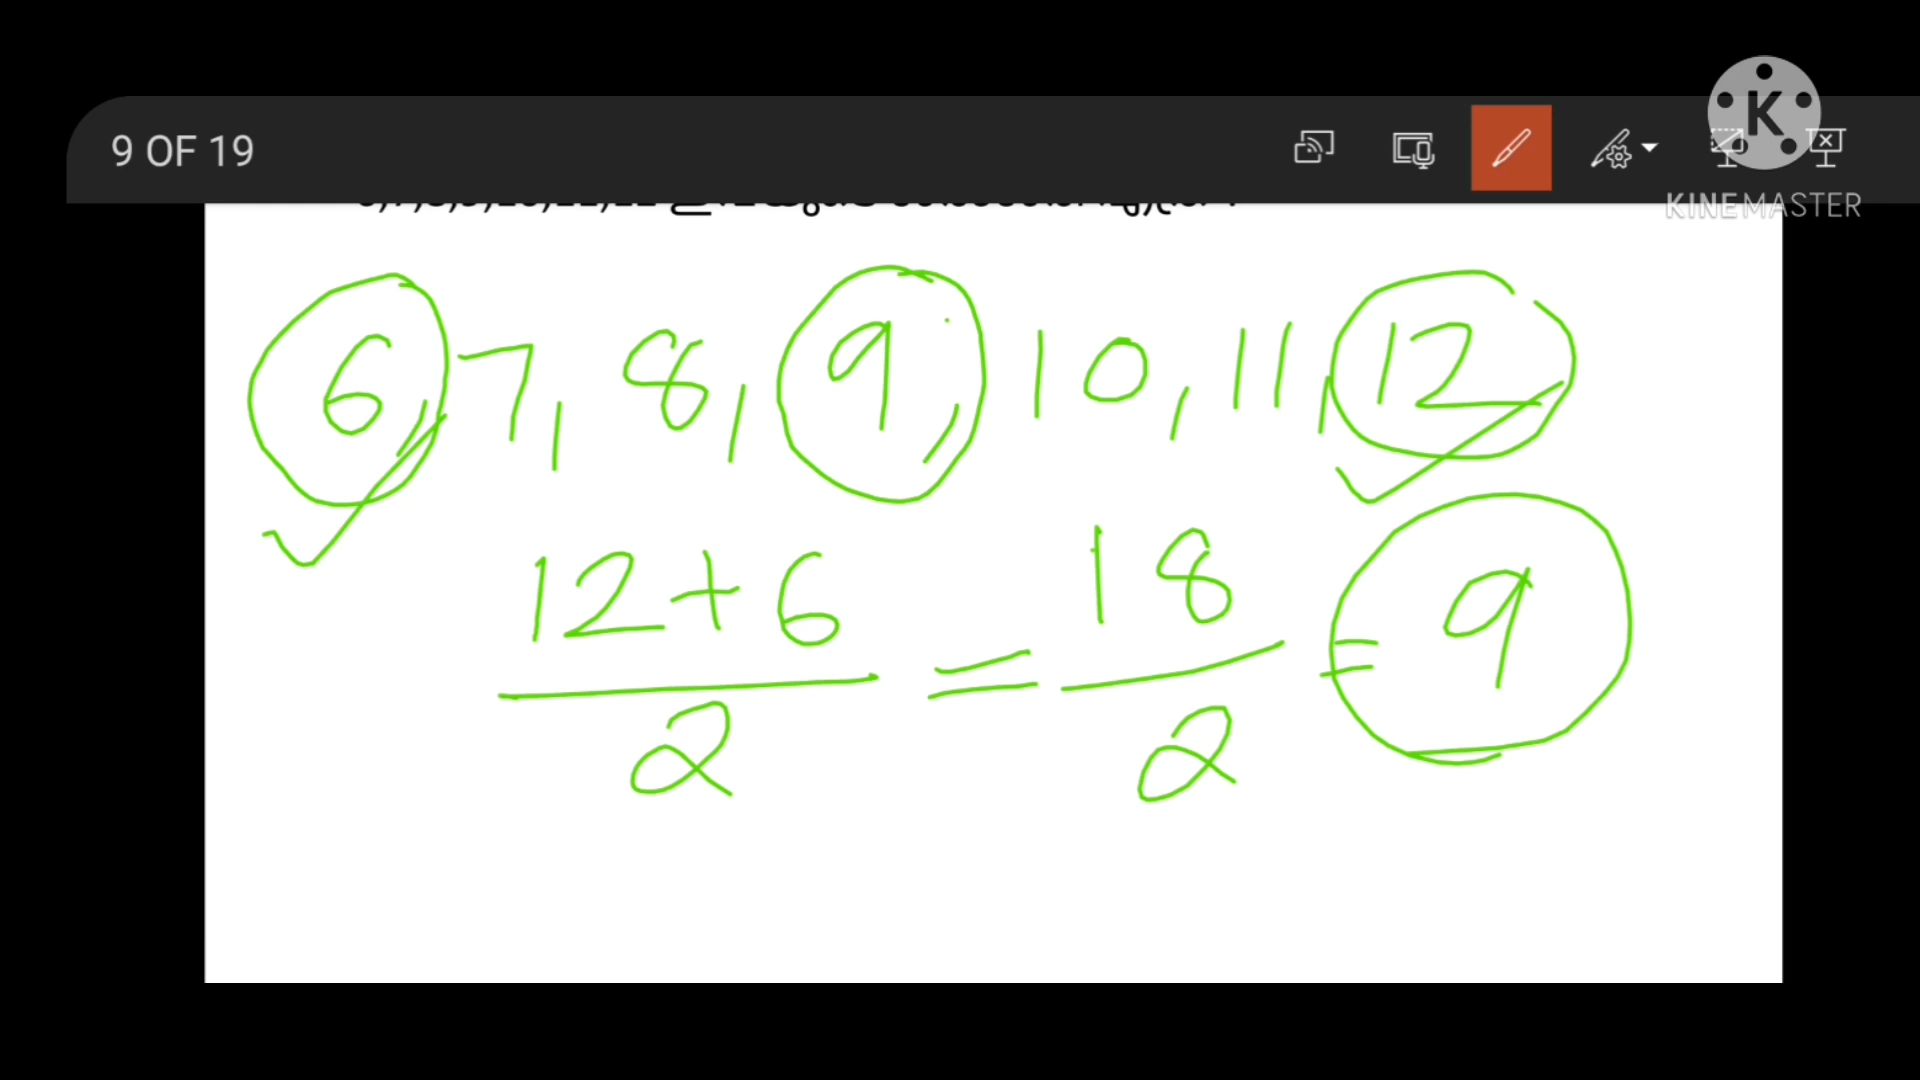 9 OF 19
KINEMASTER
6, 7, 8, 9, 10, 11, 12
12+6 = 18 = 9
2 2